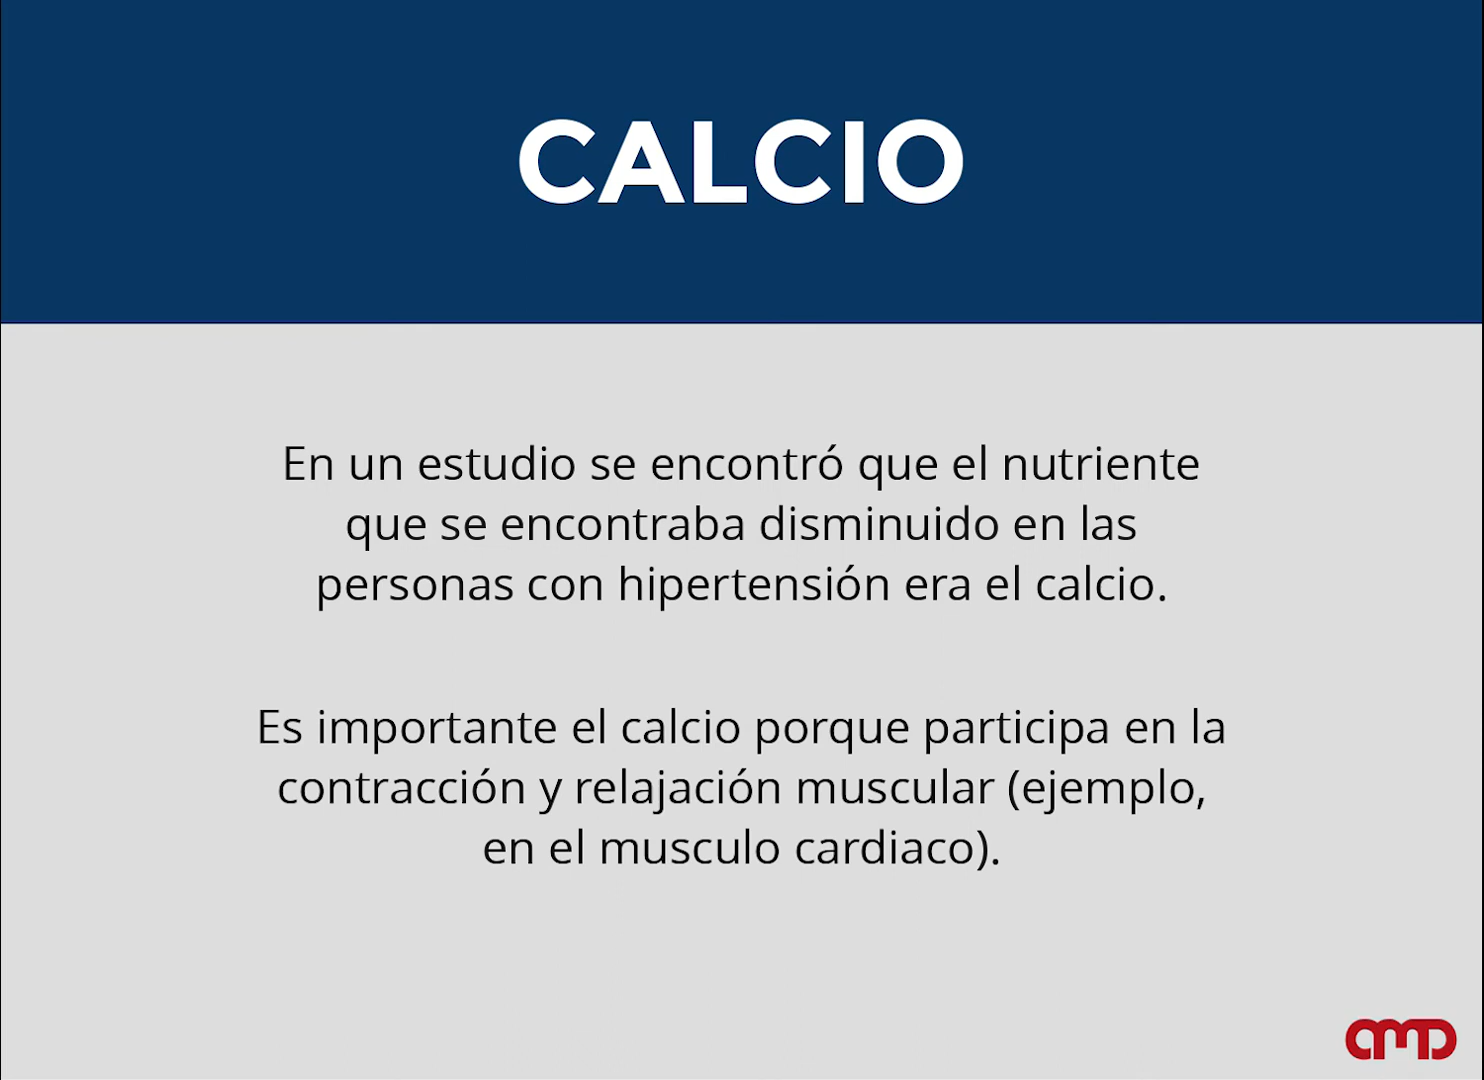 CALCIO
En un estudio se encontró que el nutriente
que se encontraba disminuido en las
personas con hipertensión era el calcio.
Es importante el calcio porque participa en la
contracción y relajación muscular (ejemplo,
en el musculo cardiaco).
amd